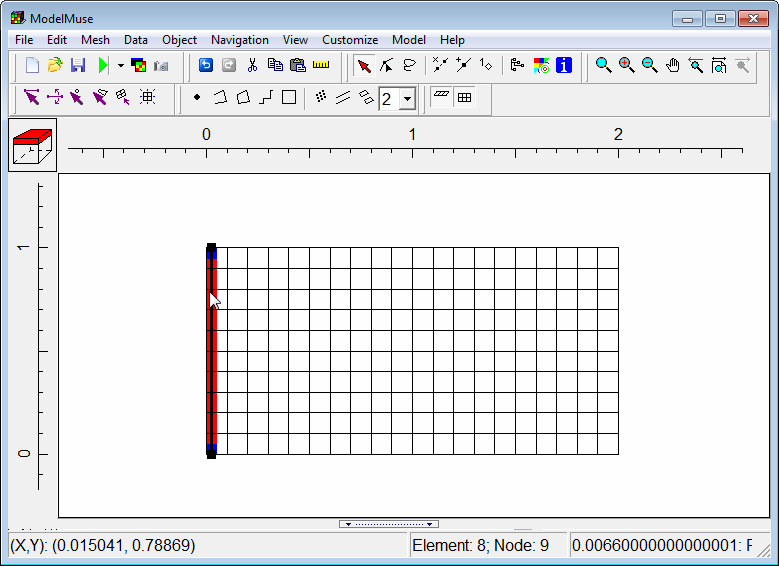 ModelMuse
File Edit Mesh Data Object Navigation View Customize Model Help
2
0 1 2
1
0
(X,Y): (0.015041, 0.78869) Element: 8; Node: 9 0.00660000000000001: F